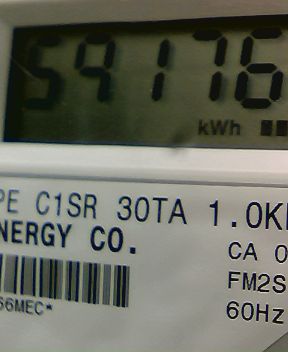 59176
kWh
PE C1SR 30TA 1.0K
NERGY CO.
CA 0
FM2S
66MEC*
60Hz